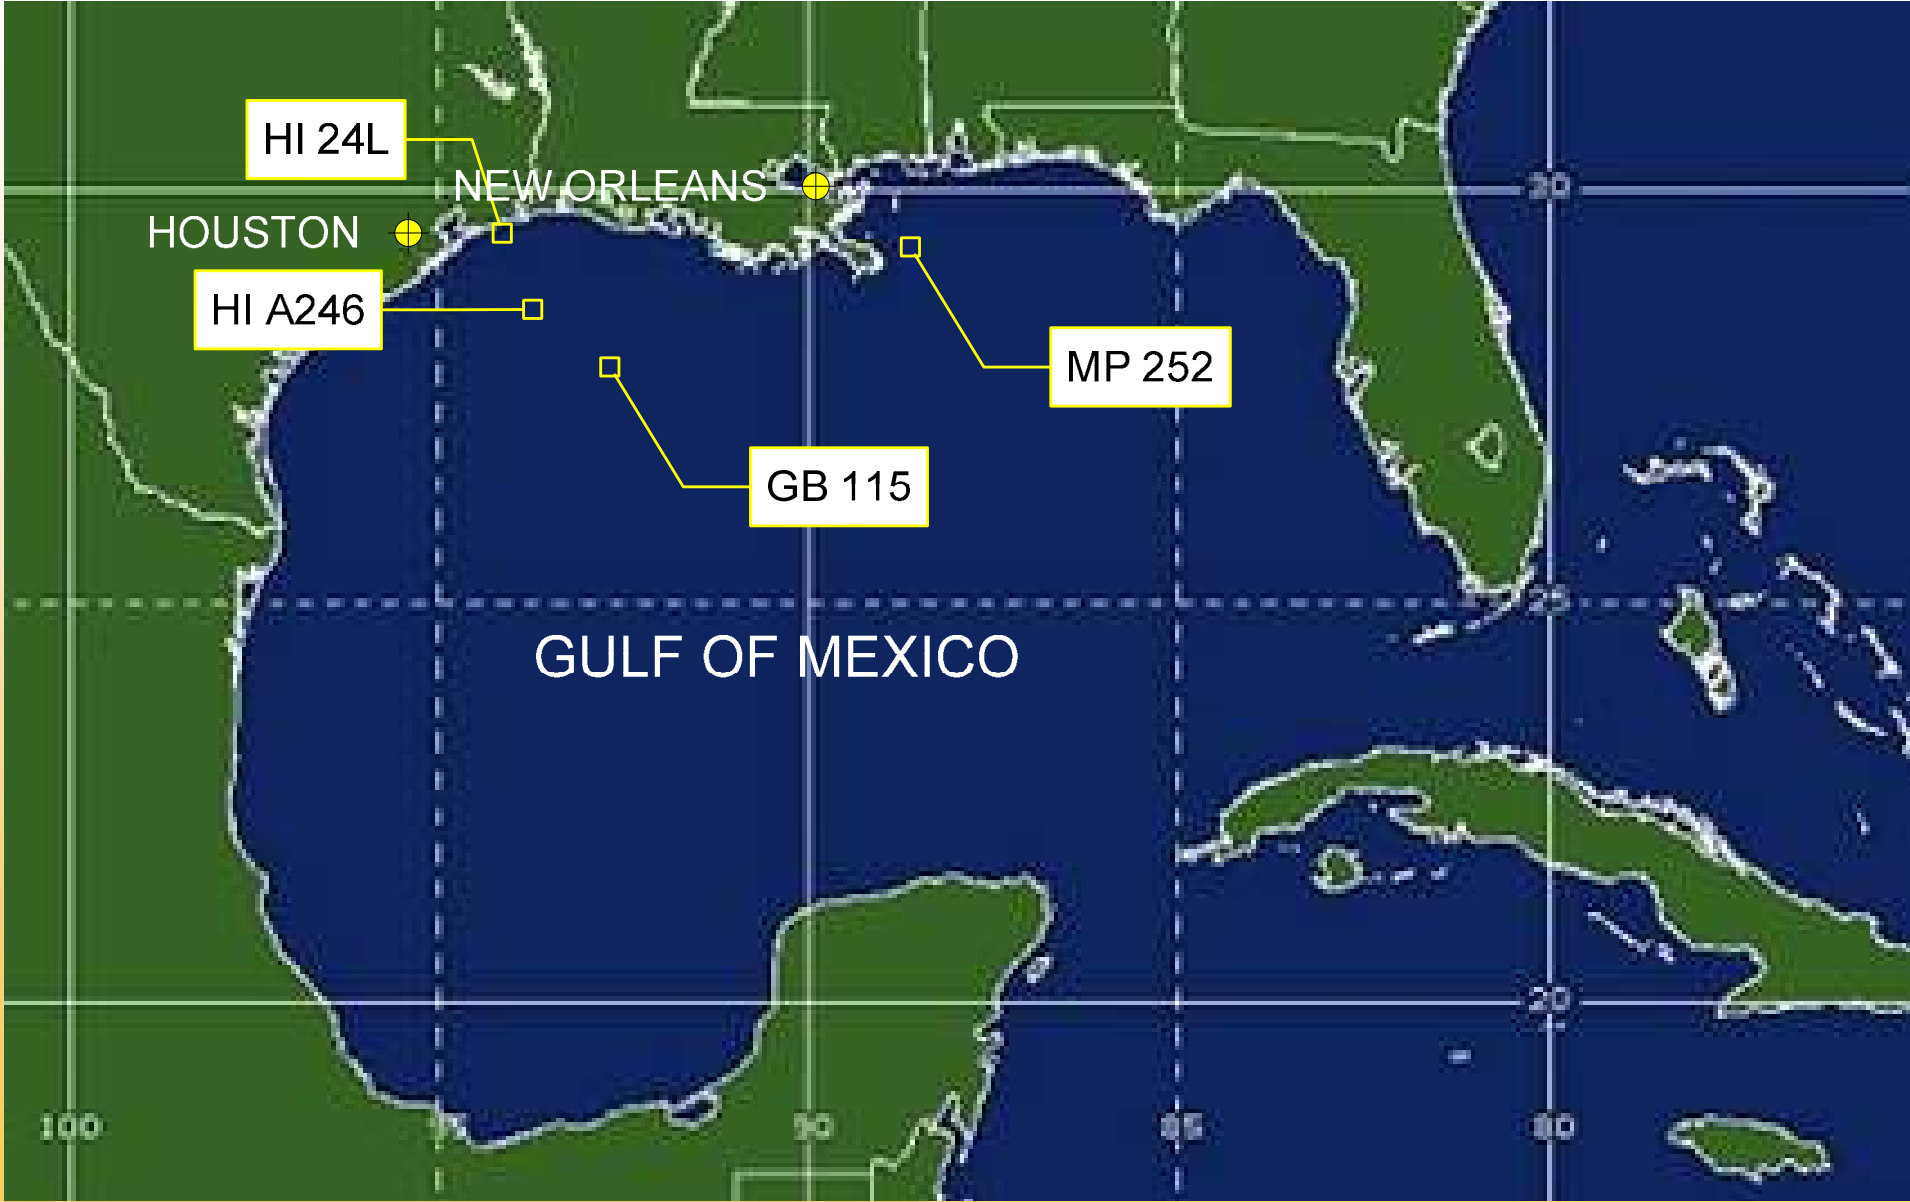 HI 24L
NEW ORLEANS
30
HOUSTON
HI A246
MP 252
GB 115
25
GULF OF MEXICO
20
100
90
85
80